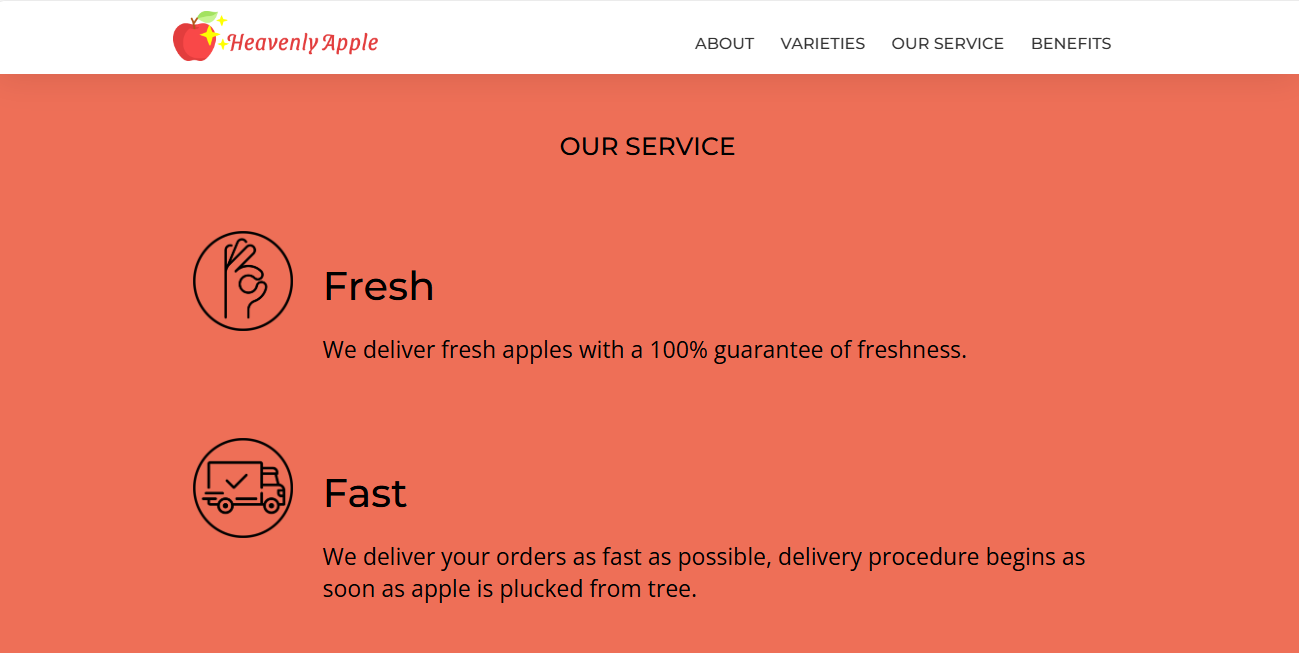 Heavenly Apple
ABOUT VARIETIES OUR SERVICE BENEFITS
OUR SERVICE
Fresh
We deliver fresh apples with a 100% guarantee of freshness.
Fast
We deliver your orders as fast as possible, delivery procedure begins as
soon as apple is plucked from tree.